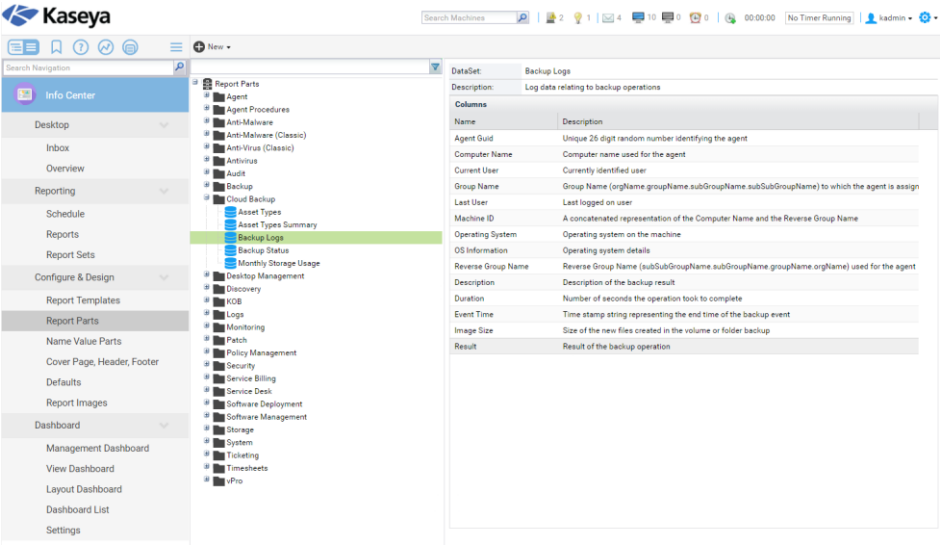 Kaseya
Search Machines
2
1
4
10
0
0
00:00:00
No Timer Running
kadmin
New
Search Navigation
Info Center
Desktop
Inbox
Overview
Reporting
Schedule
Reports
Report Sets
Configure & Design
Report Templates
Report Parts
Name Value Parts
Cover Page, Header, Footer
Defaults
Report Images
Dashboard
Management Dashboard
View Dashboard
Layout Dashboard
Dashboard List
Settings
Report Parts
Agent
Agent Procedures
Anti-Malware
Anti-Malware (Classic)
Anti-Virus (Classic)
Antivirus
Audit
Backup
Cloud Backup
Asset Types
Asset Types Summary
Backup Logs
Backup Status
Monthly Storage Usage
Desktop Management
Discovery
KOB
Logs
Monitoring
Patch
Policy Management
Security
Service Billing
Service Desk
Software Deployment
Software Management
Storage
System
Ticketing
Timesheets
vPro
DataSet: Backup Logs
Description: Log data relating to backup operations
Columns
Name Description
Agent Guid Unique 26 digit random number identifying the agent
Computer Name Computer name used for the agent
Current User Currently identified user
Group Name Group Name (orgName.groupName.subGroupName.subSubGroupName) to which the agent is assign
Last User Last logged on user
Machine ID A concatenated representation of the Computer Name and the Reverse Group Name
Operating System Operating system on the machine
OS Information Operating system details
Reverse Group Name Reverse Group Name (subSubGroupName.subGroupName.groupName.orgName) used for the agent
Description Description of the backup result
Duration Number of seconds the operation took to complete
Event Time Time stamp string representing the end time of the backup event
Image Size Size of the new files created in the volume or folder backup
Result Result of the backup operation